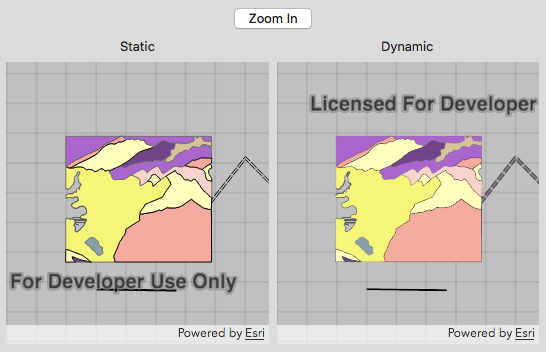 Zoom In
Static
Dynamic
Licensed For Developer
For Developer Use Only
Powered by Esri
Powered by Esri